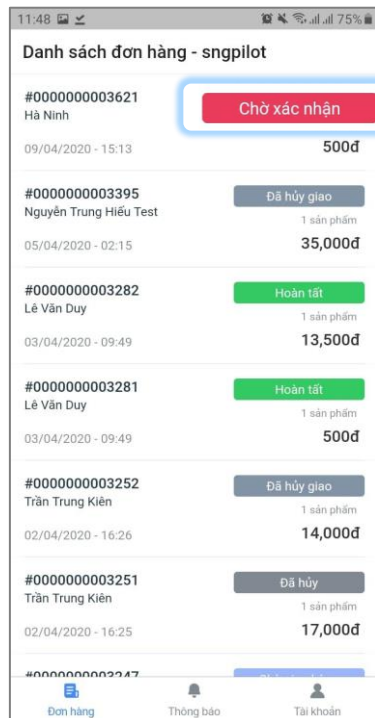 11:48 75%
Danh sách đơn hàng - sngpilot
#0000000003621
Chờ xác nhận
Hà Ninh
09/04/2020 - 15:13
500đ
#0000000003395
Đã hủy giao
Nguyễn Trung Hiếu Test
1 sản phẩm
05/04/2020 - 02:15
35,000đ
#0000000003282
Hoàn tất
Lê Văn Duy
1 sản phẩm
03/04/2020 - 09:49
13,500đ
#0000000003281
Hoàn tất
Lê Văn Duy
1 sản phẩm
03/04/2020 - 09:49
500đ
#0000000003252
Đã hủy giao
Trần Trung Kiên
1 sản phẩm
02/04/2020 - 16:26
14,000đ
#0000000003251
Đã hủy
Trần Trung Kiên
1 sản phẩm
02/04/2020 - 16:25
17,000đ
#0000000003247
Đơn hàng
Thông báo
Tài khoản